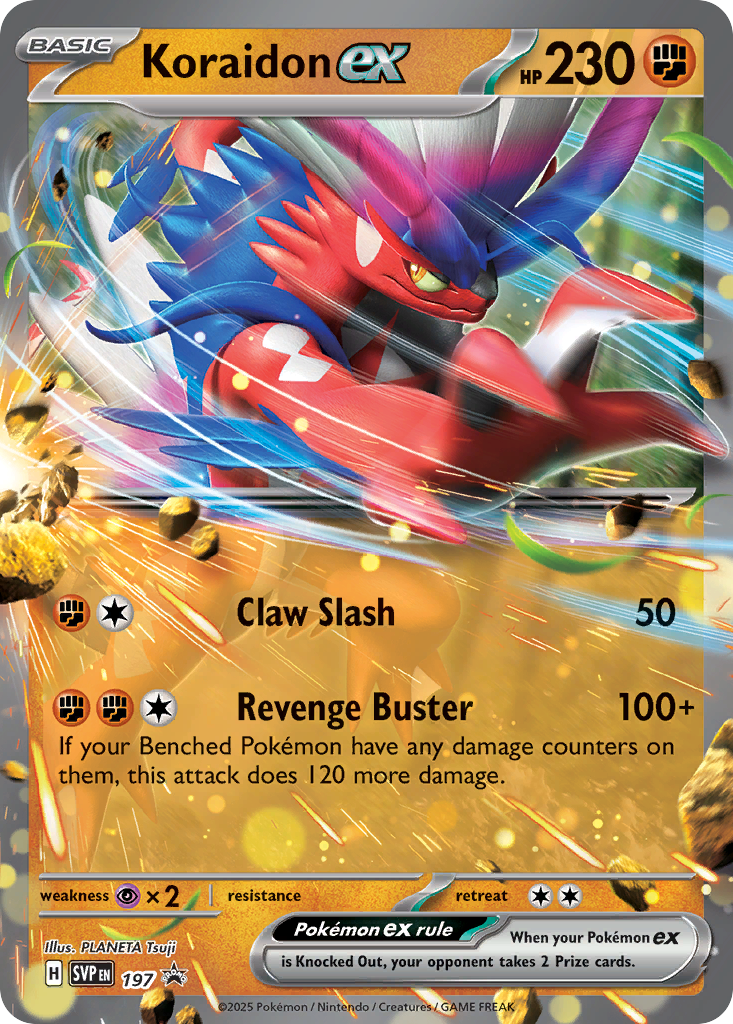 BASIC
Koraidon ex
HP 230
Claw Slash 50
Revenge Buster 100+
If your Benched Pokémon have any damage counters on
them, this attack does 120 more damage.
weakness ×2 resistance retreat
Illus. PLANETA Tsuji
H SVP EN 197
Pokémon ex rule
When your Pokémon ex
is Knocked Out, your opponent takes 2 Prize cards.
©2025 Pokémon / Nintendo / Creatures / GAME FREAK